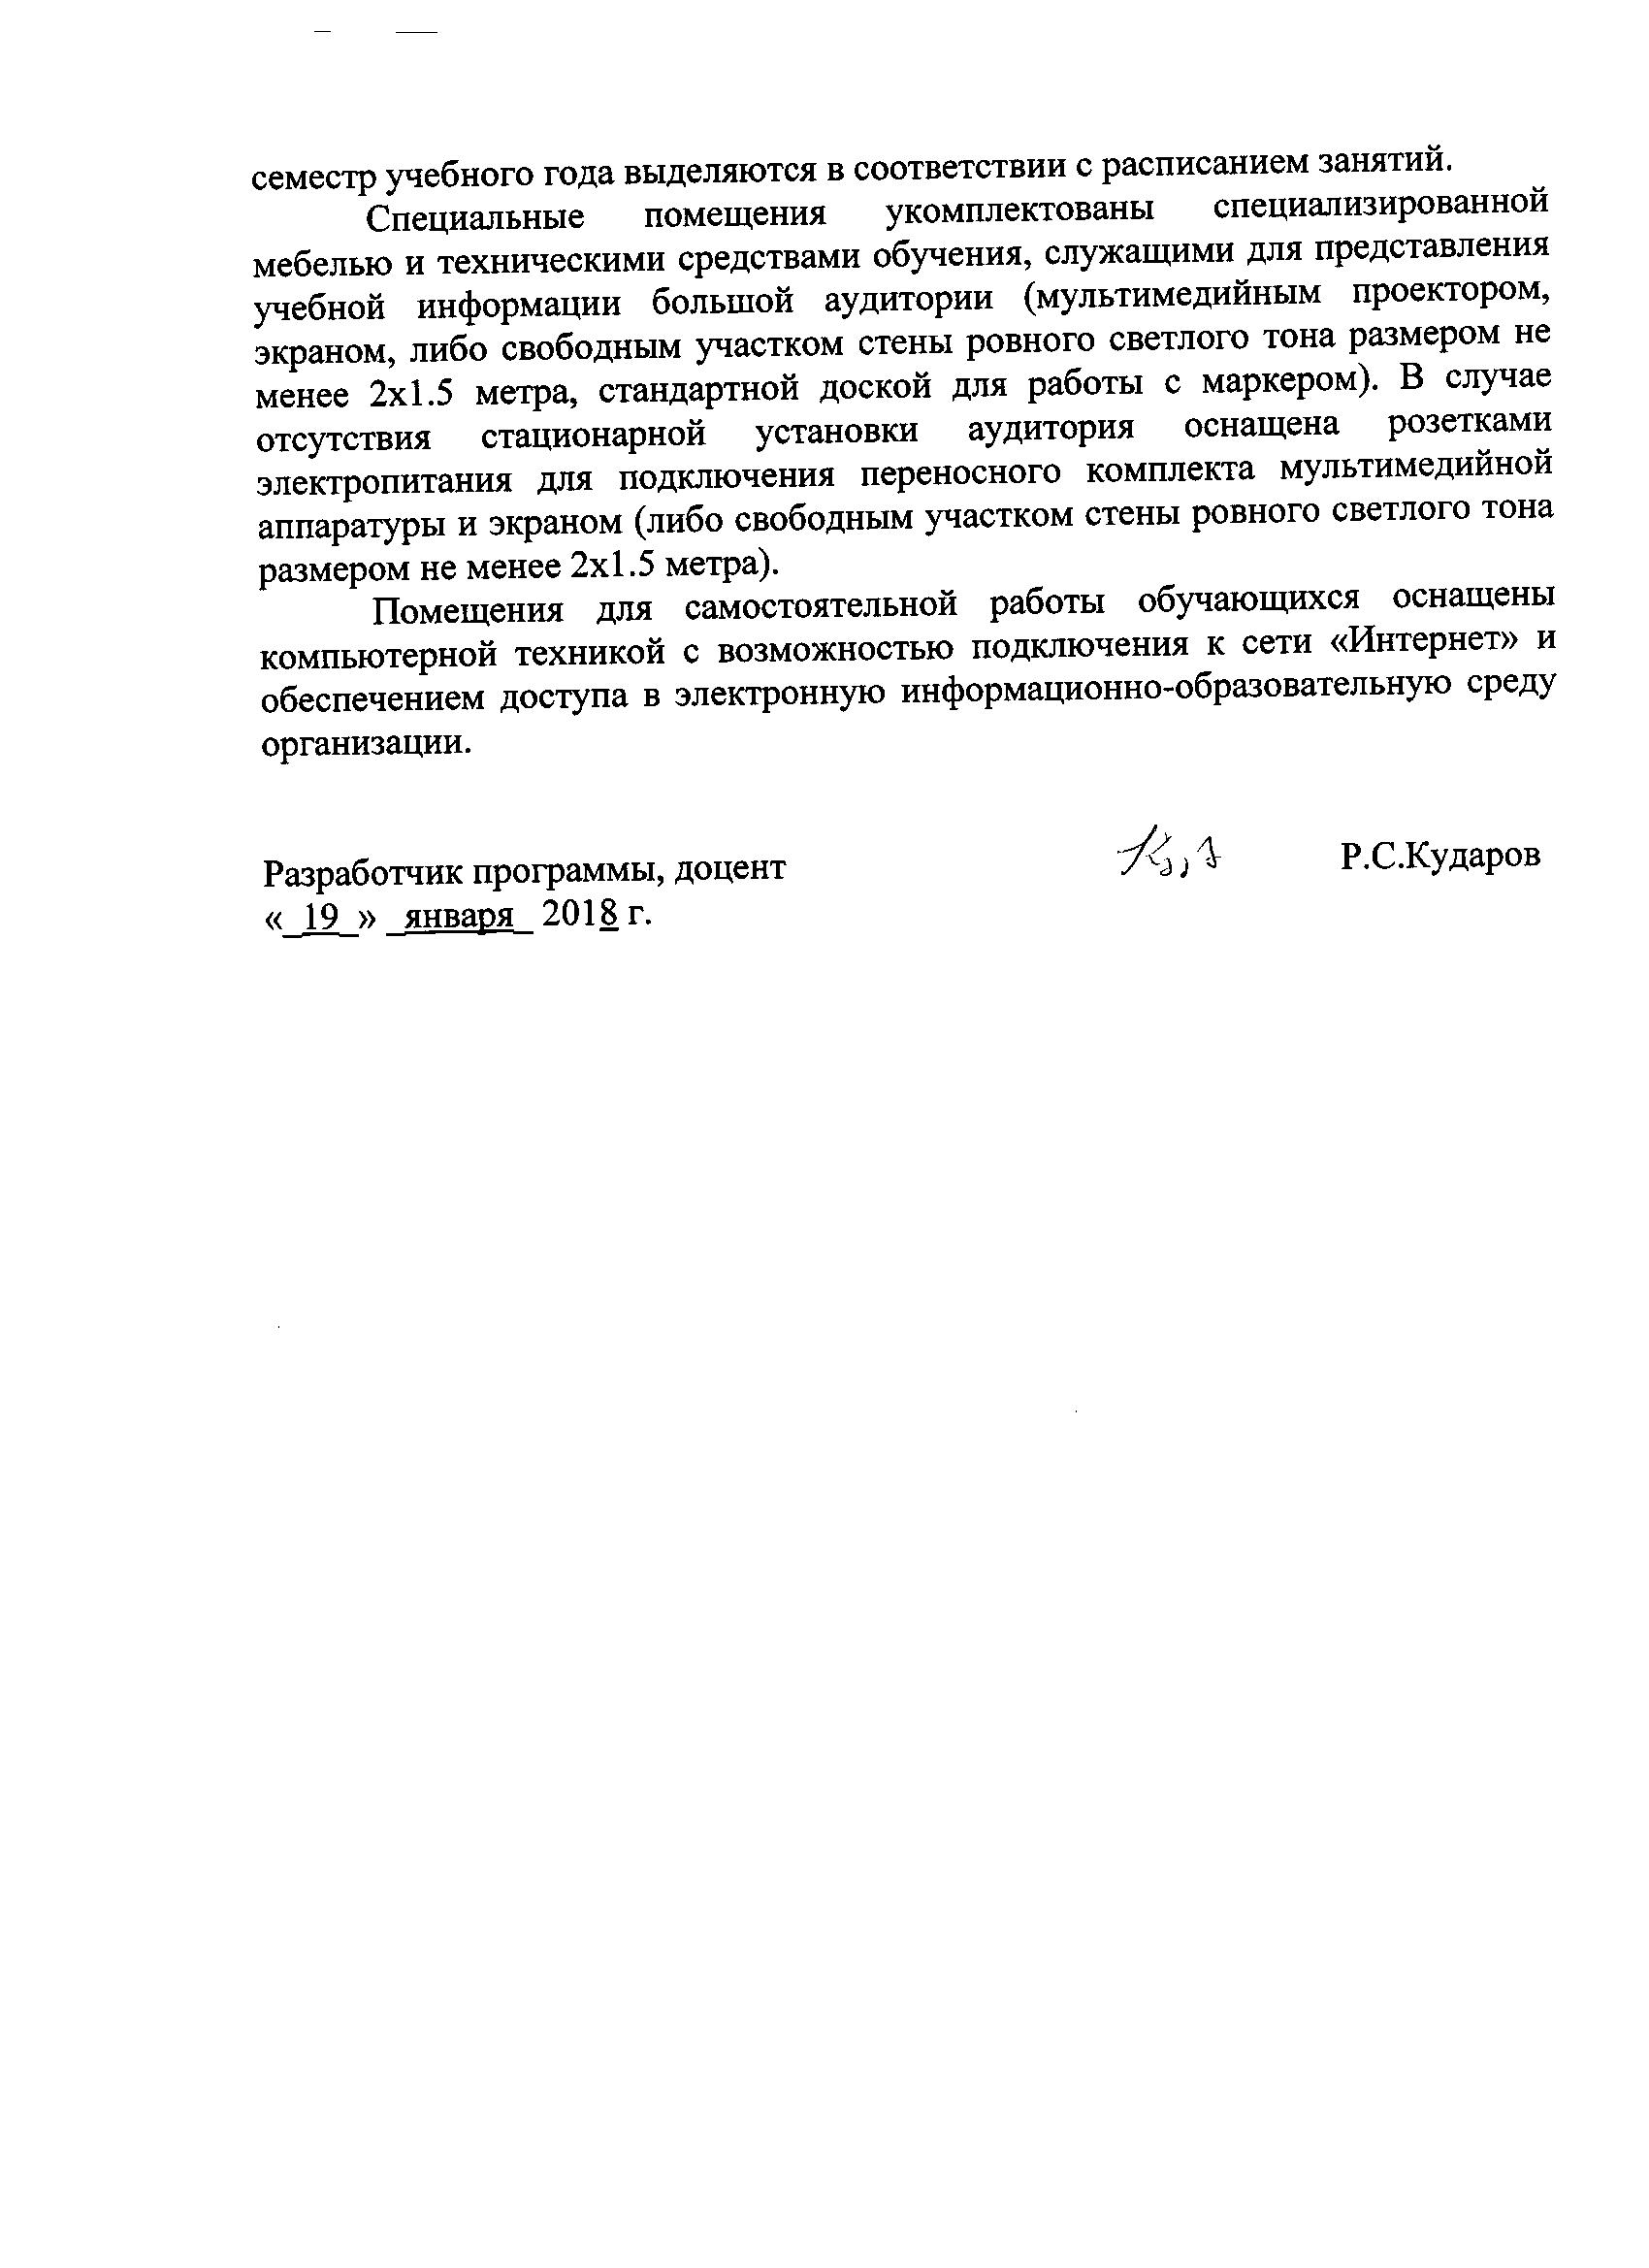 семестр учебного года выделяются в соответствии с расписанием занятий.
Специальные помещения укомплектованы специализированной
мебелью и техническими средствами обучения, служащими для представления
учебной информации большой аудитории (мультимедийным проектором,
экраном, либо свободным участком стены ровного светлого тона размером не
менее 2х1.5 метра, стандартной доской для работы с маркером). В случае
отсутствия стационарной установки аудитория оснащена розетками
электропитания для подключения переносного комплекта мультимедийной
аппаратуры и экраном (либо свободным участком стены ровного светлого тона
размером не менее 2х1.5 метра).
Помещения для самостоятельной работы обучающихся оснащены
компьютерной техникой с возможностью подключения к сети «Интернет» и
обеспечением доступа в электронную информационно-образовательную среду
организации.
Разработчик программы, доцент Р.С.Кударов
«_19_» _января_ 2018 г.